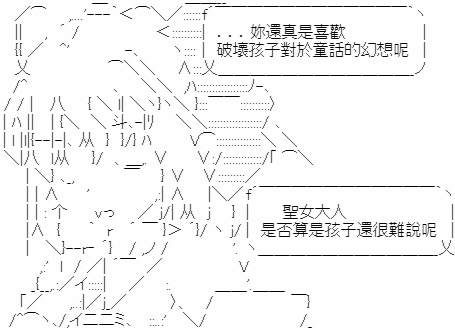 ...妳還真是喜歡
破壞孩子對於童話的幻想呢
聖女大人
是否算是孩子還很難說呢